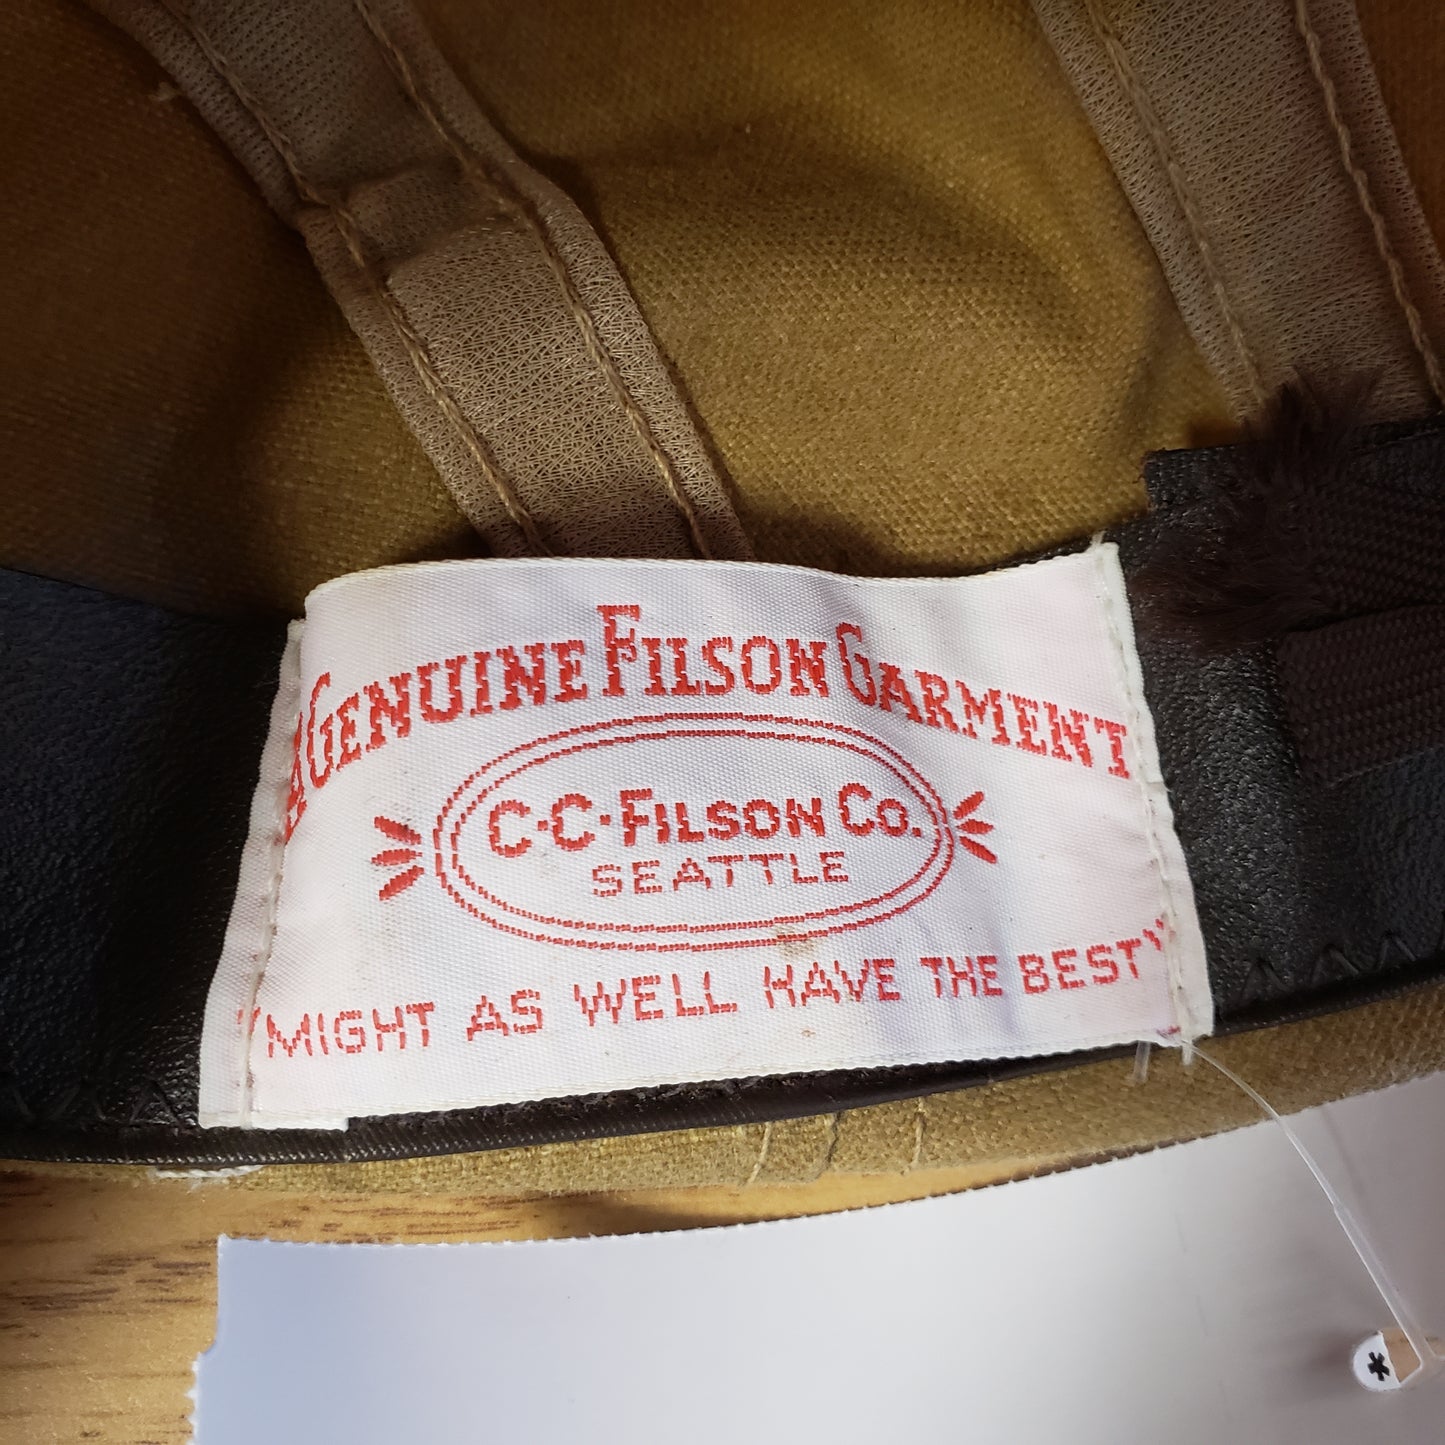 A GENUINE FILSON GARMENT
C·C·FILSON CO.
SEATTLE
"MIGHT AS WELL HAVE THE BEST"
*